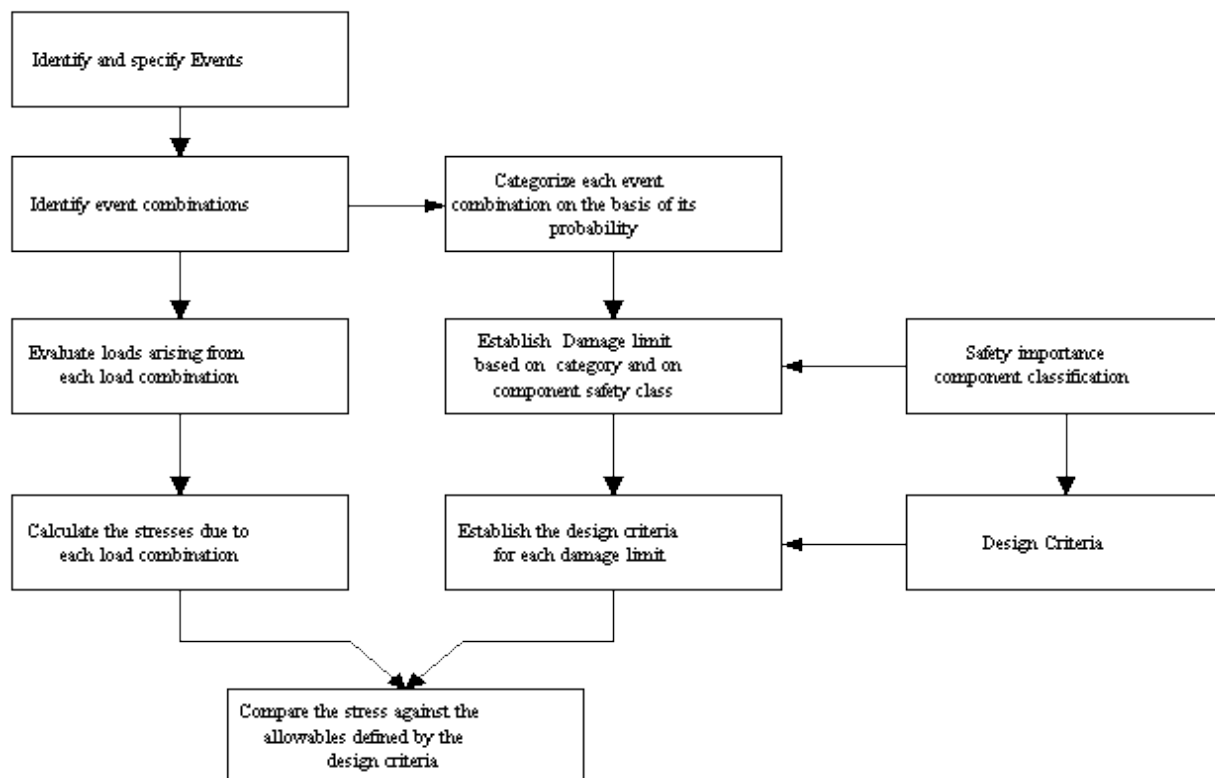 Identify and specify Events
Identify event combinations
Categorize each event
combination on the basis of its
probability
Evaluate loads arising from
each load combination
Establish Damage limit
based on category and on
component safety class
Safety importance
component classification
Calculate the stresses due to
each load combination
Establish the design criteria
for each damage limit
Design Criteria
Compare the stress against the
allowables defined by the
design criteria